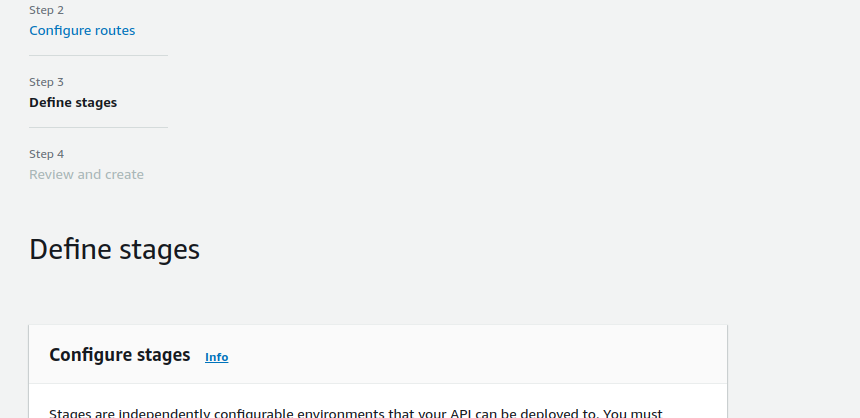 Step 2
Configure routes
Step 3
Define stages
Step 4
Review and create
Define stages
Configure stages Info
Stages are independently configurable environments that your API can be deployed to. You must